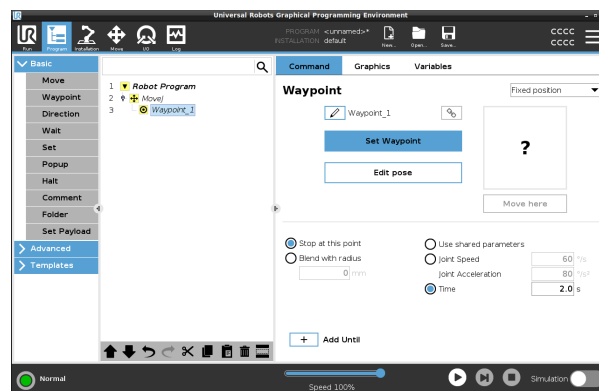 Universal Robots Graphical Programming Environment
UR
Run
Program
Installation
Move
I/O
Log
PROGRAM <unnamed>*
INSTALLATION default
New...
Open...
Save...
CCCC
CCCC
Basic
Move
Waypoint
Direction
Wait
Set
Popup
Halt
Comment
Folder
Set Payload
Advanced
Templates
1 Robot Program
2 MoveJ
3 Waypoint_1
Command Graphics Variables
Waypoint
Fixed position
Waypoint_1
Set Waypoint
Edit pose
?
Move here
Stop at this point
Blend with radius
0 mm
Use shared parameters
Joint Speed 60 °/s
Joint Acceleration 80 °/s²
Time 2.0 s
+ Add Until
Normal
Speed 100%
Simulation